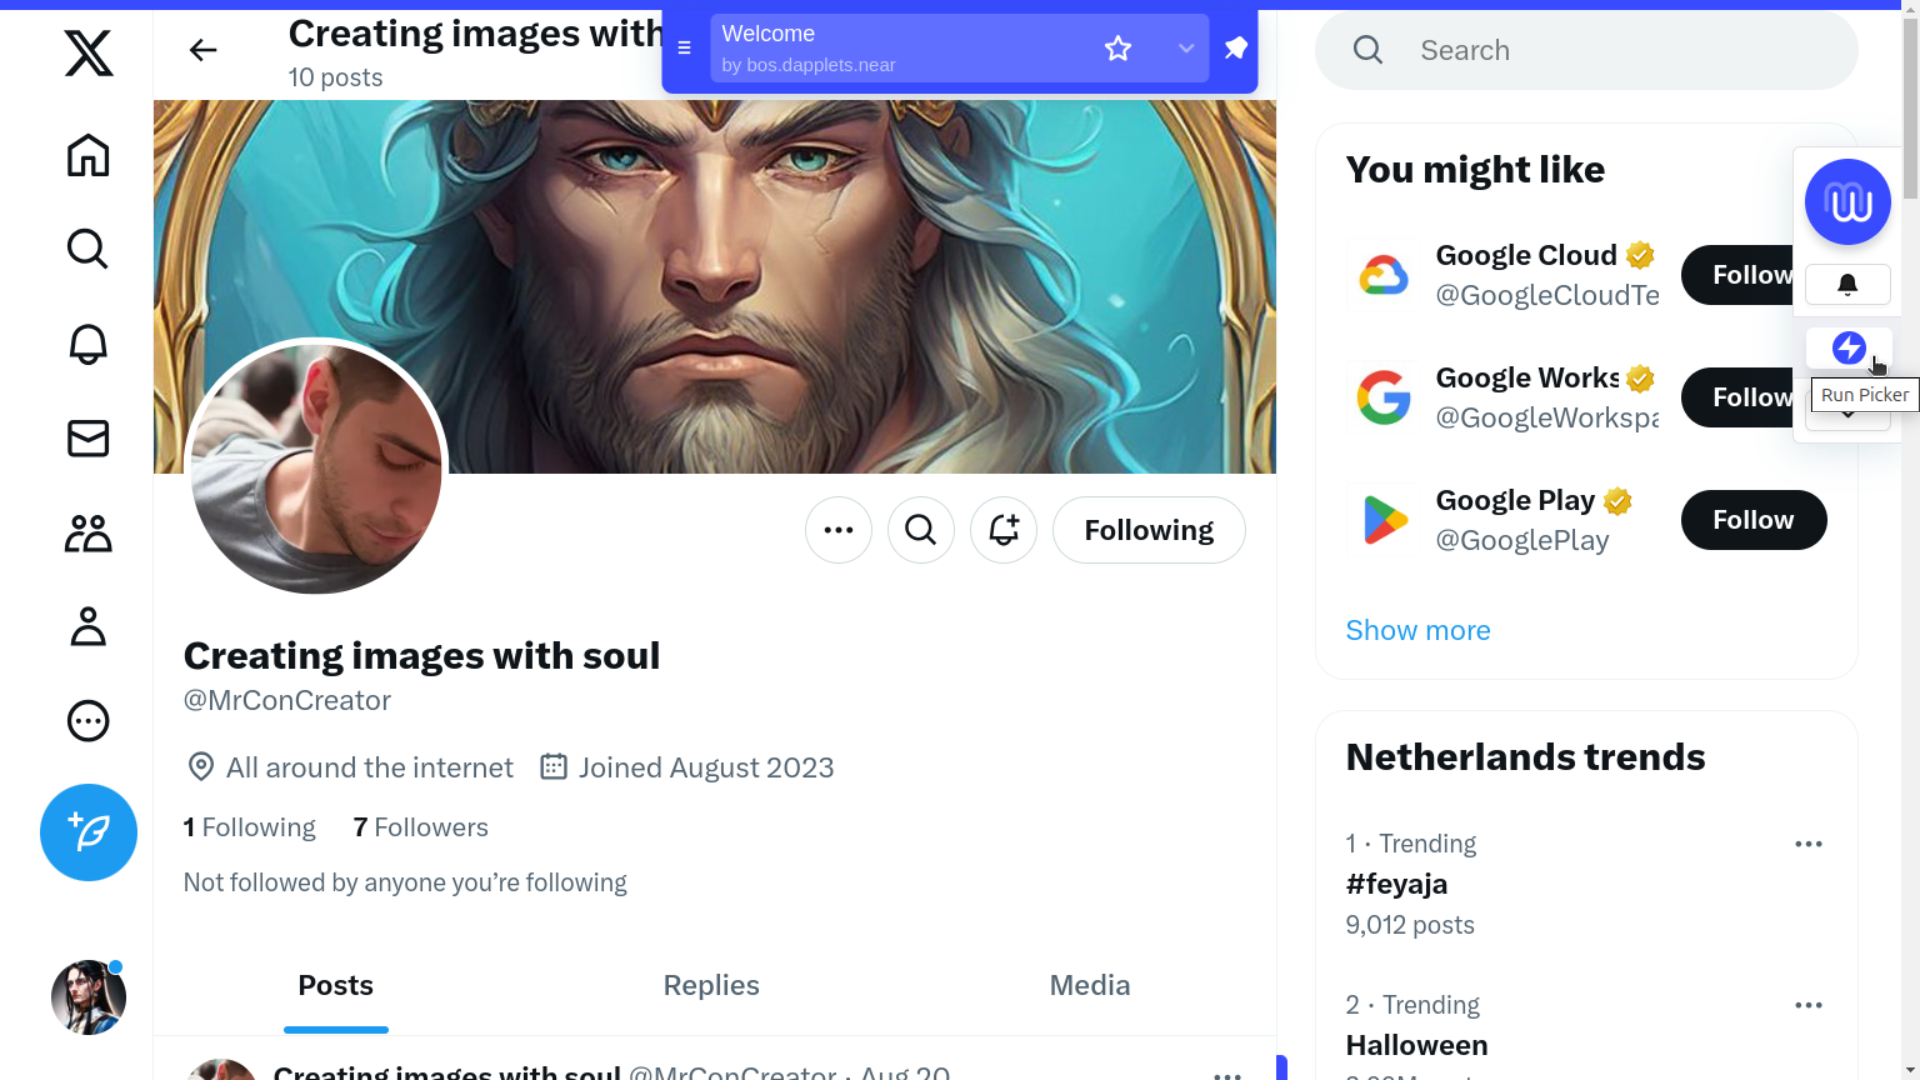 Creating images with
10 posts
Welcome
by bos.dapplets.near
Search
You might like
Google Cloud
@GoogleCloudTe
Follow
Google Works
@GoogleWorkspa
Follow
Run Picker
Google Play
@GooglePlay
Follow
Show more
Following
Creating images with soul
@MrConCreator
All around the internet
Joined August 2023
1 Following
7 Followers
Not followed by anyone you’re following
Posts
Replies
Media
Creating images with soul @MrConCreator · Aug 20
Netherlands trends
1 · Trending
#feyaja
9,012 posts
2 · Trending
Halloween